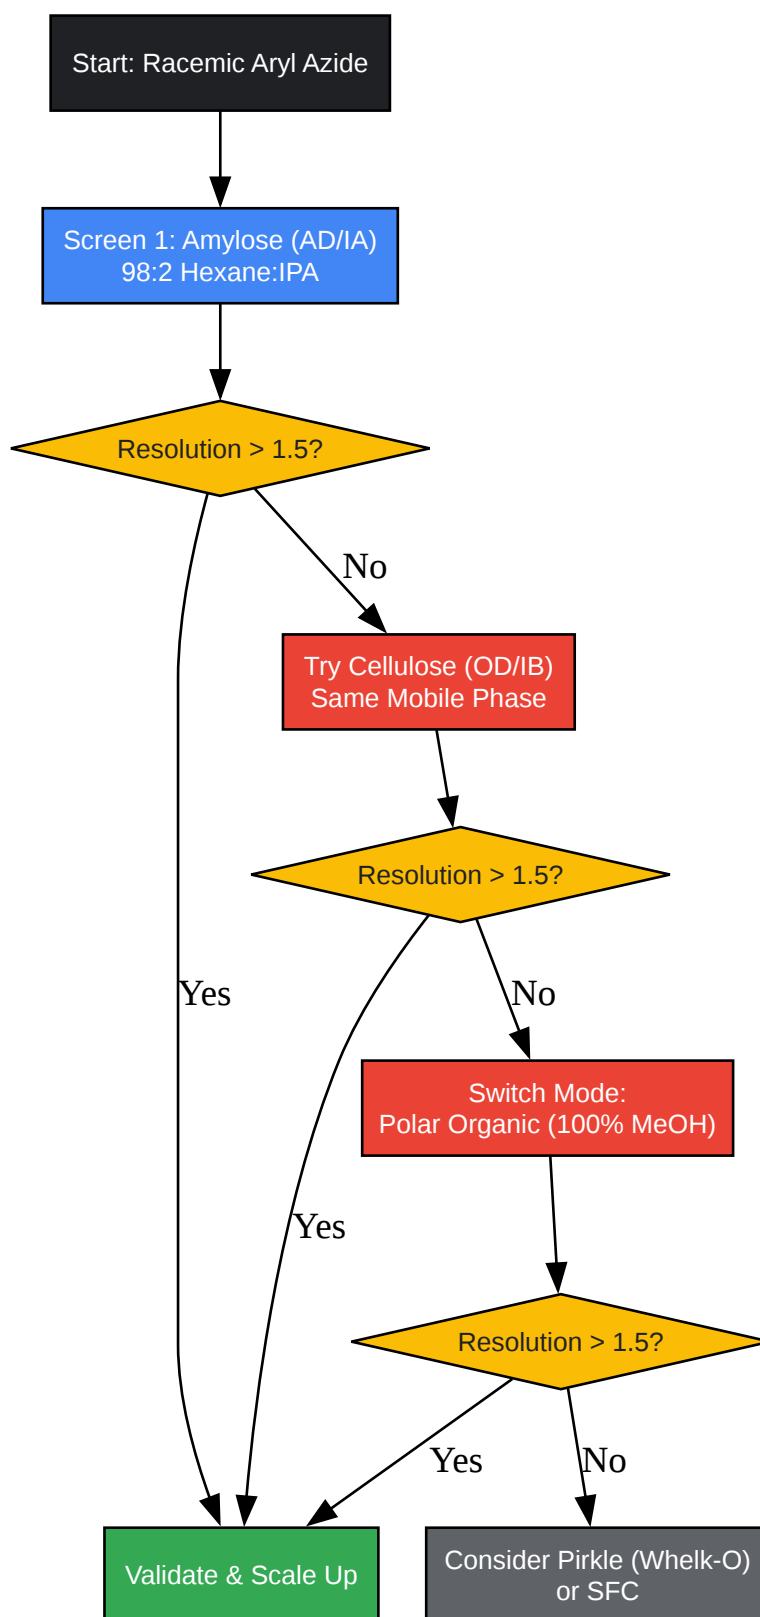 Start: Racemic Aryl Azide
Screen 1: Amylose (AD/IA)
98:2 Hexane:IPA
Resolution > 1.5?
No
Try Cellulose (OD/IB)
Same Mobile Phase
Resolution > 1.5?
Yes
No
Switch Mode:
Polar Organic (100% MeOH)
Yes
Resolution > 1.5?
Yes
No
Validate & Scale Up
Consider Pirkle (Whelk-O)
or SFC